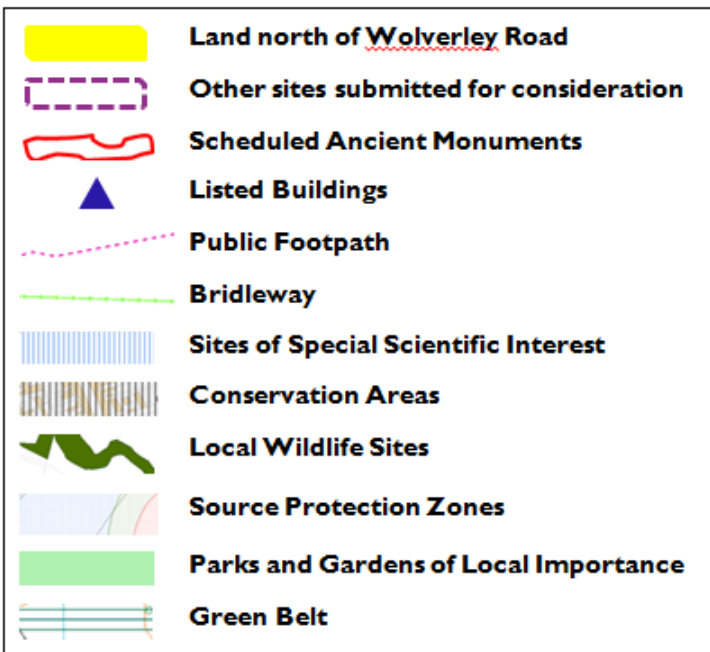 Land north of Wolverley Road
Other sites submitted for consideration
Scheduled Ancient Monuments
Listed Buildings
Public Footpath
Bridleway
Sites of Special Scientific Interest
Conservation Areas
Local Wildlife Sites
Source Protection Zones
Parks and Gardens of Local Importance
Green Belt